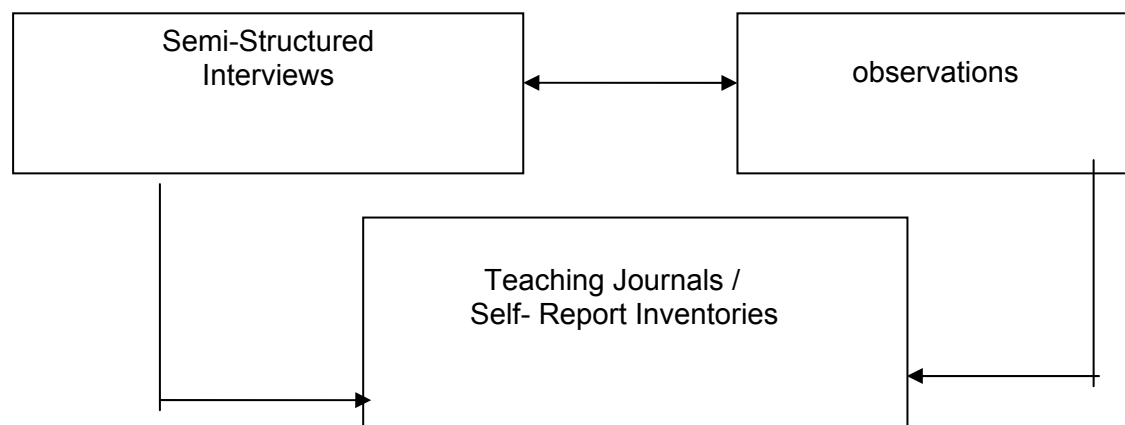 Semi-Structured
Interviews
observations
Teaching Journals /
Self- Report Inventories